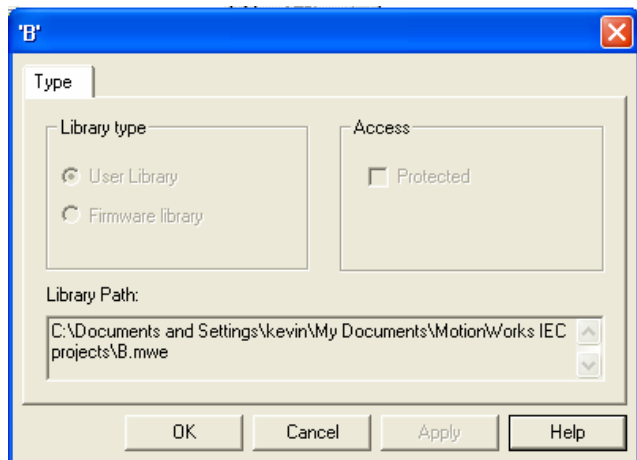 'B'
Type
Library type
Access
User Library
Protected
Firmware library
Library Path:
C:\Documents and Settings\kevin\My Documents\MotionWorks IEC
projects\B.mwe
OK
Cancel
Apply
Help